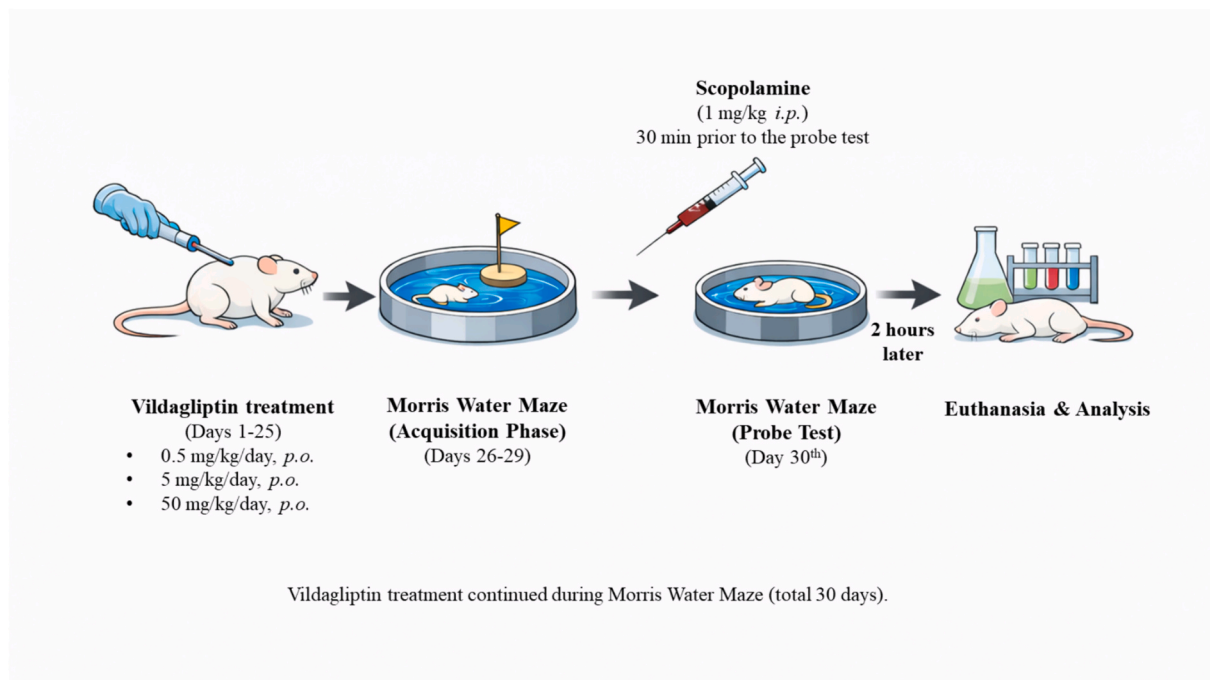 Scopolamine
(1 mg/kg i.p.)
30 min prior to the probe test
2 hours
later
Vildagliptin treatment
(Days 1-25)
• 0.5 mg/kg/day, p.o.
• 5 mg/kg/day, p.o.
• 50 mg/kg/day, p.o.
Morris Water Maze
(Acquisition Phase)
(Days 26-29)
Morris Water Maze
(Probe Test)
(Day 30th)
Euthanasia & Analysis
Vildagliptin treatment continued during Morris Water Maze (total 30 days).